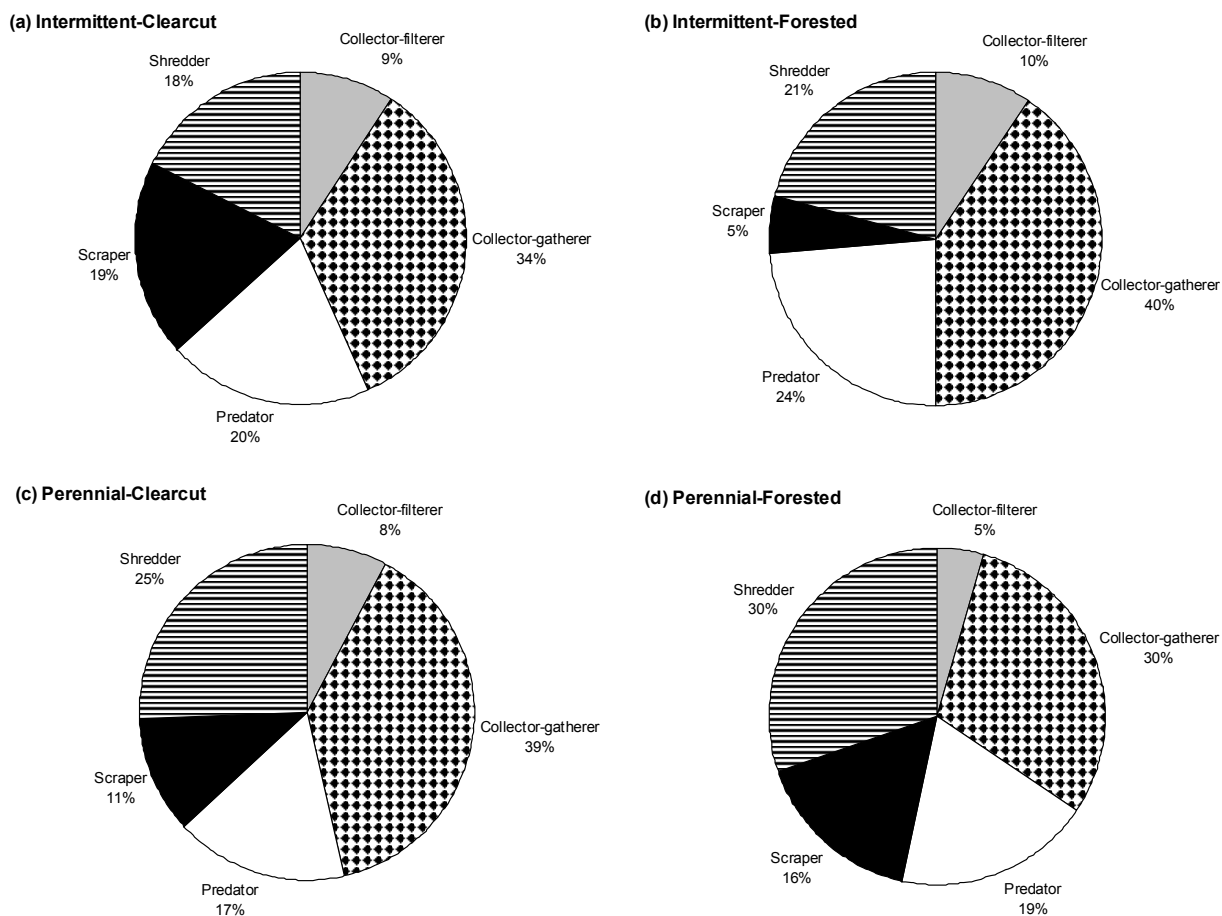 (a) Intermittent-Clearcut
Collector-filterer
9%
Shredder
18%
Scraper
19%
Collector-gatherer
34%
Predator
20%
(b) Intermittent-Forested
Collector-filterer
10%
Shredder
21%
Scraper
5%
Collector-gatherer
40%
Predator
24%
(c) Perennial-Clearcut
Collector-filterer
8%
Shredder
25%
Collector-gatherer
39%
Scraper
11%
Predator
17%
(d) Perennial-Forested
Collector-filterer
5%
Shredder
30%
Collector-gatherer
30%
Scraper
16%
Predator
19%